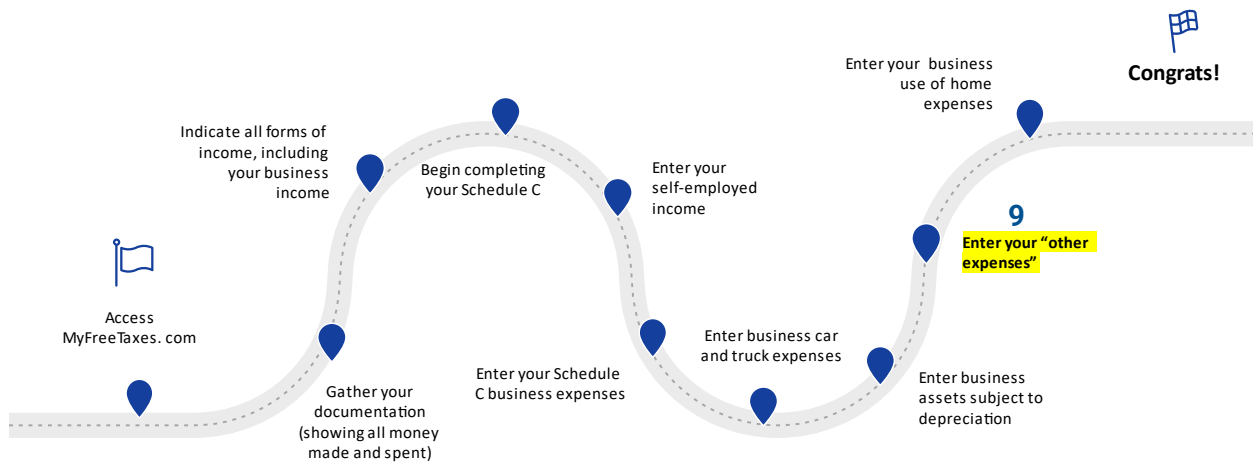 Access
MyFreeTaxes. com
Gather your
documentation
(showing all money
made and spent)
Indicate all forms of
income, including
your business
income
Begin completing
your Schedule C
Enter your
self-employed
income
Enter your Schedule
C business expenses
Enter business car
and truck expenses
Enter business
assets subject to
depreciation
9
Enter your “other
expenses”
Enter your business
use of home
expenses
Congrats!